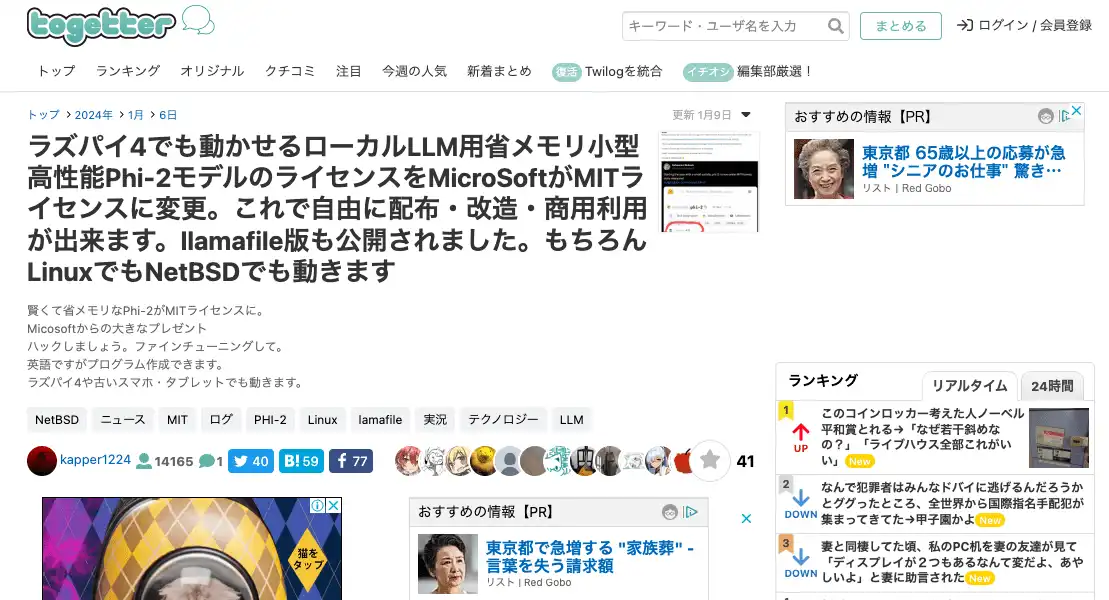 togetter
キーワード・ユーザ名を入力
まとめる
ログイン / 会員登録
トップ
ランキング
オリジナル
クチコミ
注目
今週の人気
新着まとめ
復活 Twilogを統合
イチオシ 編集部厳選！
トップ
2024年
1月
6日
更新 1月9日
ラズパイ4でも動かせるローカルLLM用省メモリ小型
高性能Phi-2モデルのライセンスをMicroSoftがMITラ
イセンスに変更。これで自由に配布・改造・商用利用
が出来ます。llamafile版も公開されました。もちろん
LinuxでもNetBSDでも動きます
賢くて省メモリなPhi-2がMITライセンスに。
Micosoftからの大きなプレゼント
ハックしましょう。ファインチューニングして。
英語ですがプログラム作成できます。
ラズパイ4や古いスマホ・タブレットでも動きます。
NetBSD
ニュース
MIT
ログ
PHI-2
Linux
lamafile
実況
テクノロジー
LLM
kapper1224
14165
1
40
B! 59
f 77
41
猫を
タップ
おすすめの情報【PR】
東京都で急増する "家族葬" -
言葉を失う請求額
リスト | Red Gobo
おすすめの情報【PR】
東京都 65歳以上の応募が急
増 "シニアのお仕事" 驚き…
リスト | Red Gobo
ランキング
リアルタイム
24時間
1
UP
このコインロッカー考えた人ノーベル
平和賞とれる→「なぜ若干斜めな
の？」「ライブハウス全部これがい
い」 New
2
DOWN
なんで犯罪者はみんなドバイに逃げるんだろうか
とググったところ、全世界から国際指名手配犯が
集まってきてた→甲子園かよ New
3
DOWN
妻と同棲してた頃、私のPC机を妻の友達が見て
「ディスプレイが２つもあるなんて変だよ、あや
しいよ」と妻に助言された New